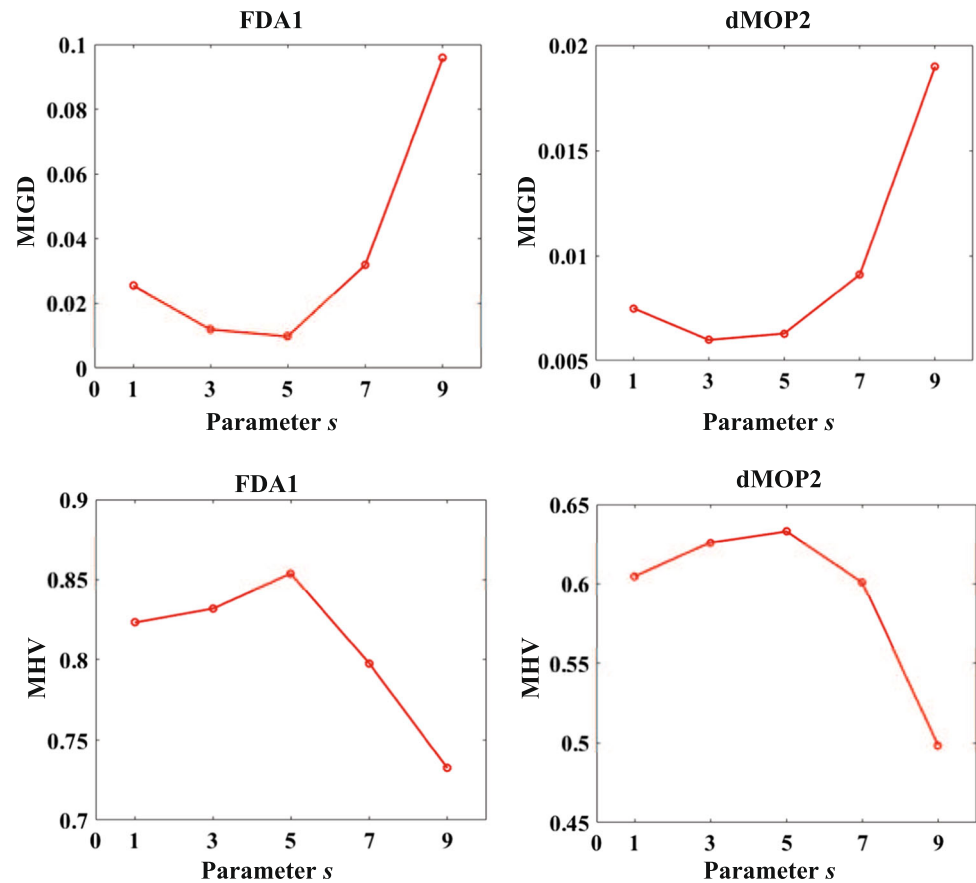 FDA1
0.1
0.08
0.06
0.04
0.02
0
MIGD
0 1 3 5 7 9
Parameter s
dMOP2
0.02
0.015
0.01
0.005
MIGD
0 1 3 5 7 9
Parameter s
FDA1
0.9
0.85
0.8
0.75
0.7
MHV
0 1 3 5 7 9
Parameter s
dMOP2
0.65
0.6
0.55
0.5
0.45
MHV
0 1 3 5 7 9
Parameter s